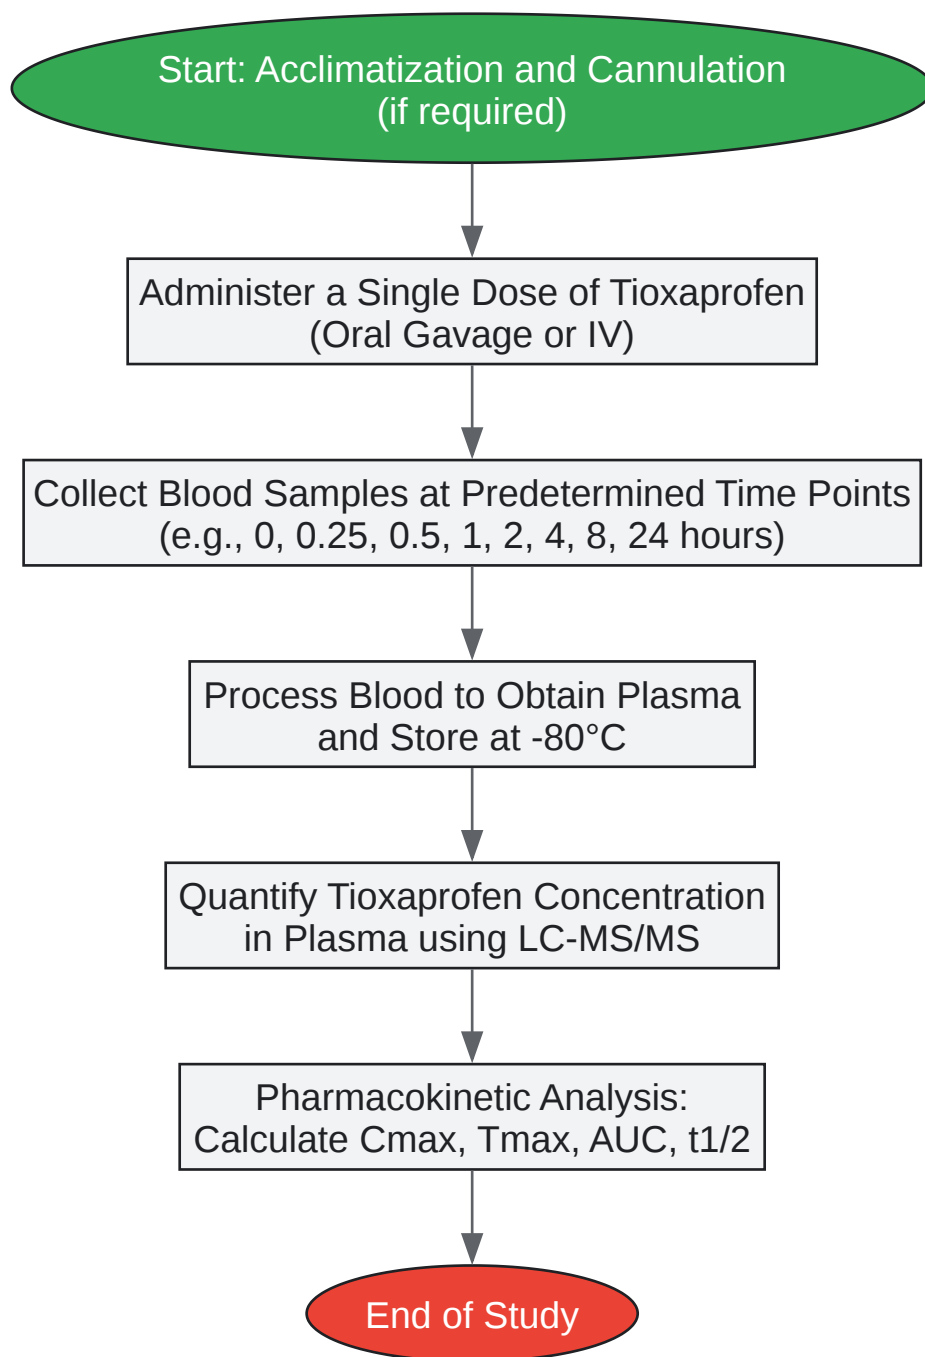 Start: Acclimatization and Cannulation
(if required)
Administer a Single Dose of Tioxaprofen
(Oral Gavage or IV)
Collect Blood Samples at Predetermined Time Points
(e.g., 0, 0.25, 0.5, 1, 2, 4, 8, 24 hours)
Process Blood to Obtain Plasma
and Store at -80°C
Quantify Tioxaprofen Concentration
in Plasma using LC-MS/MS
Pharmacokinetic Analysis:
Calculate Cmax, Tmax, AUC, t1/2
End of Study